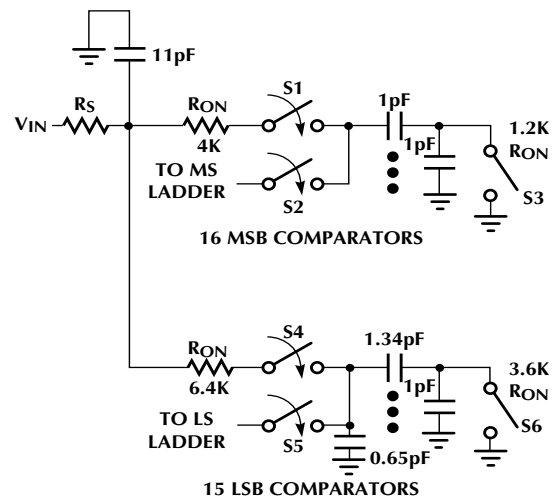 11pF
RS
VIN
RON
4K
S1
1pF
1pF
1.2K
RON
S3
TO MS
LADDER
S2
16 MSB COMPARATORS
RON
6.4K
S4
1.34pF
1pF
3.6K
RON
S6
TO LS
LADDER
S5
0.65pF
15 LSB COMPARATORS